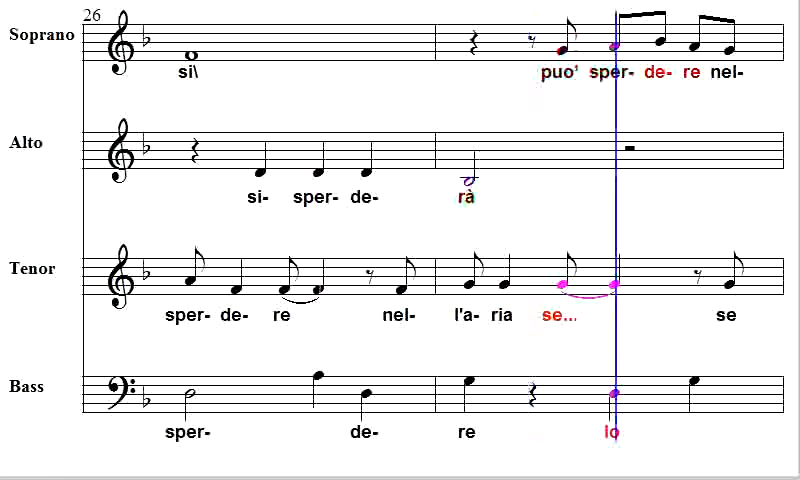 26
Soprano
si\ puo' sper- de- re nel-
Alto
si- sper- de- rà
Tenor
sper- de- re nel- l'a- ria se... se
Bass
sper- de- re lo